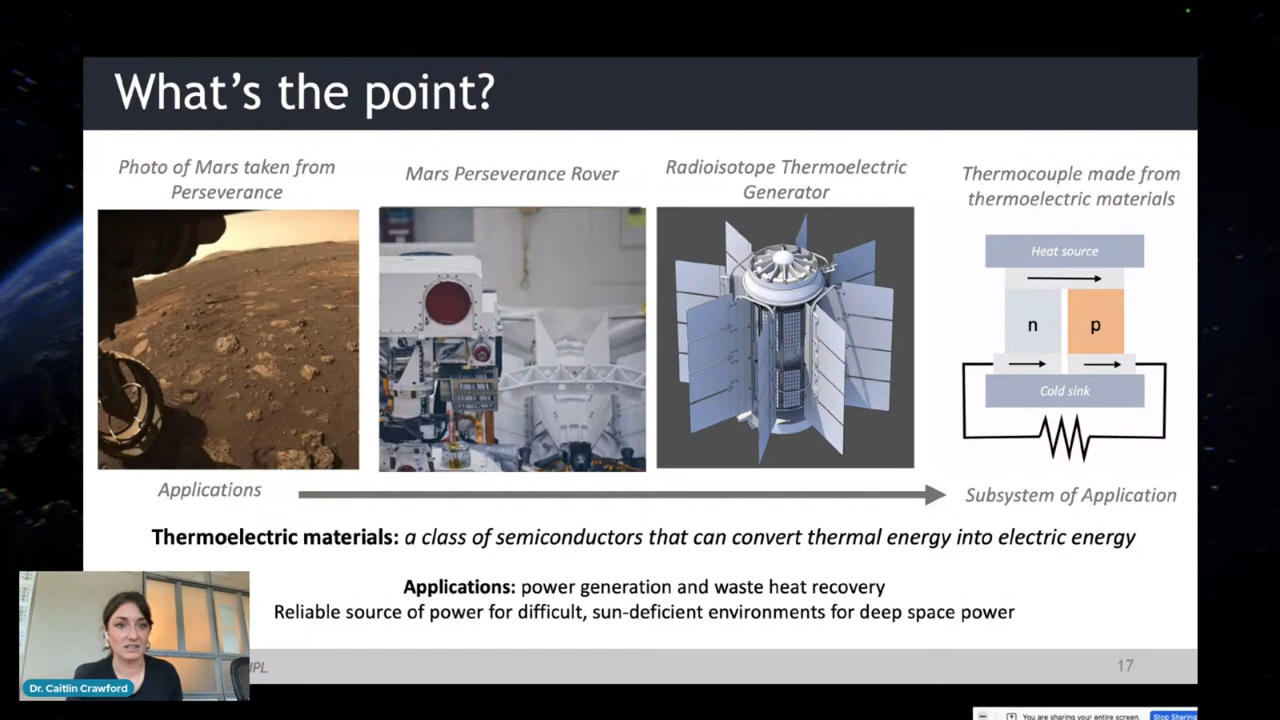 What's the point?
Photo of Mars taken from
Perseverance
Mars Perseverance Rover
Radioisotope Thermoelectric
Generator
Thermocouple made from
thermoelectric materials
Heat source
n
p
Cold sink
Applications
Subsystem of Application
Thermoelectric materials: a class of semiconductors that can convert thermal energy into electric energy
Applications: power generation and waste heat recovery
Reliable source of power for difficult, sun-deficient environments for deep space power
JPL
17
Dr. Caitlin Crawford
You are sharing your entire screen.
Stop Sharing